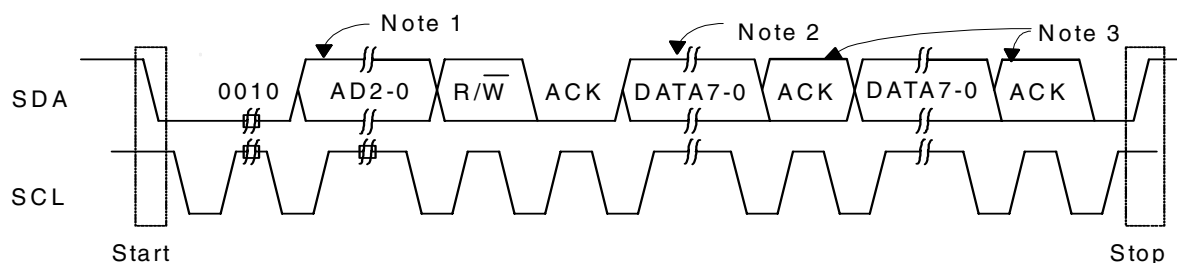 Note 1
Note 2
Note 3
SDA
0010
AD2-0
R/W̅
ACK
DATA7-0
ACK
DATA7-0
ACK
SCL
Start
Stop